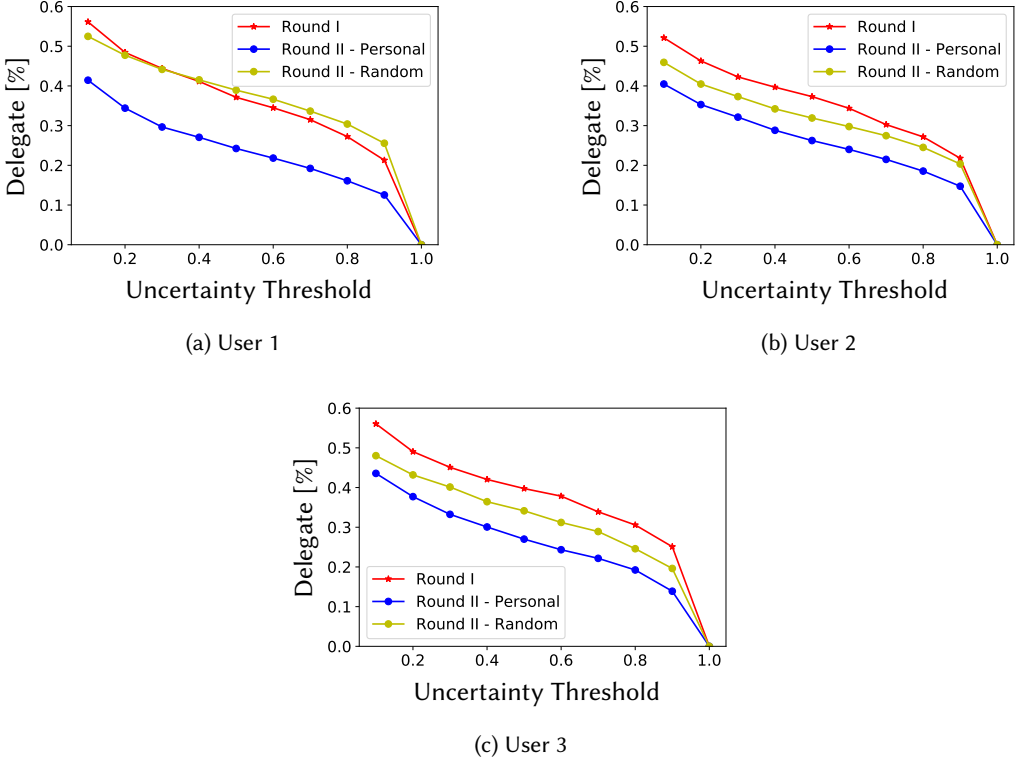 0.6
0.5
0.4
0.3
0.2
0.1
0.0
Delegate [%]
Round I
Round II - Personal
Round II - Random
0.2 0.4 0.6 0.8 1.0
Uncertainty Threshold
(a) User 1
0.6
0.5
0.4
0.3
0.2
0.1
0.0
Delegate [%]
Round I
Round II - Personal
Round II - Random
0.2 0.4 0.6 0.8 1.0
Uncertainty Threshold
(b) User 2
0.6
0.5
0.4
0.3
0.2
0.1
0.0
Delegate [%]
Round I
Round II - Personal
Round II - Random
0.2 0.4 0.6 0.8 1.0
Uncertainty Threshold
(c) User 3